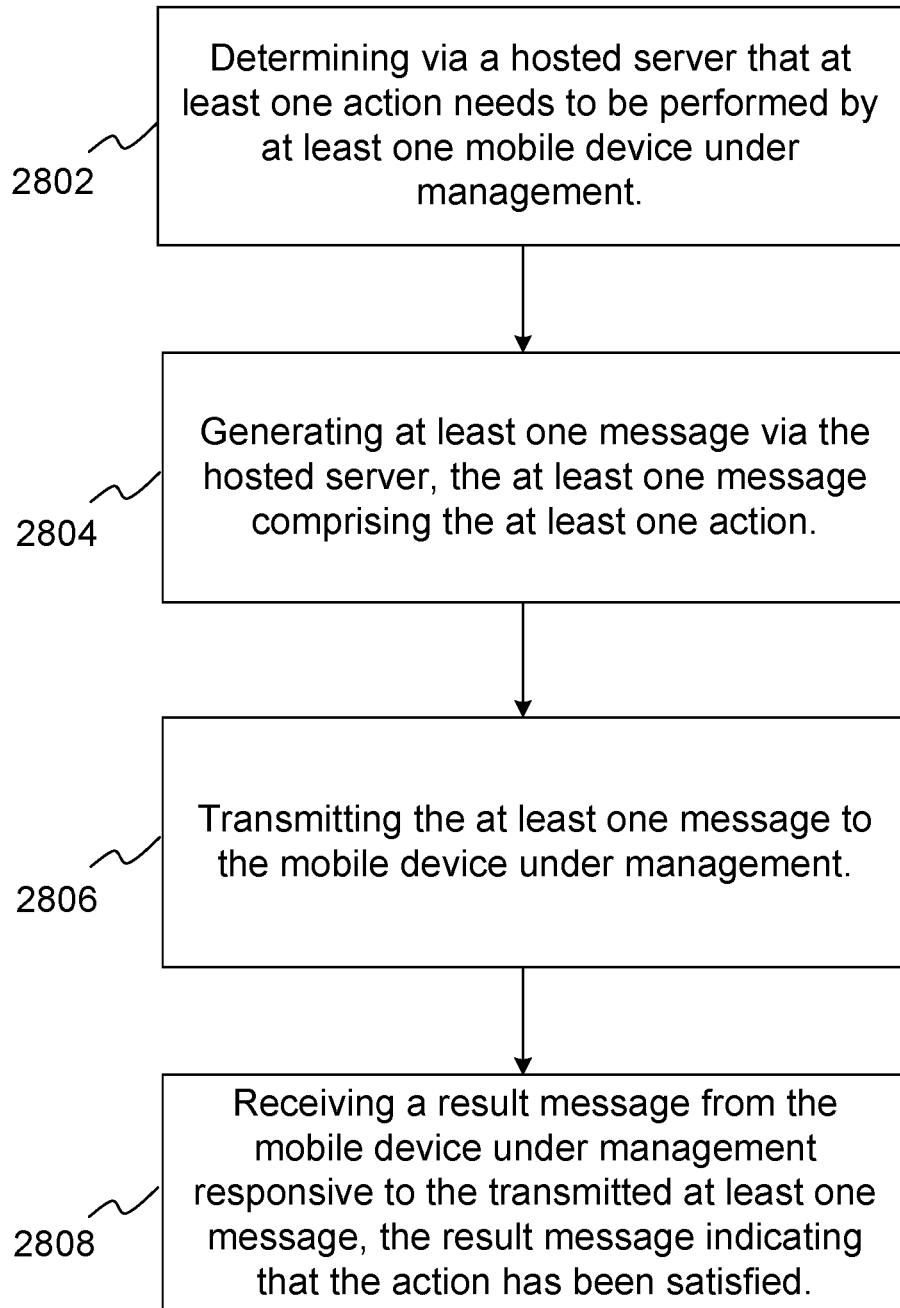 Determining via a hosted server that at
least one action needs to be performed by
at least one mobile device under
management.
2802
Generating at least one message via the
hosted server, the at least one message
comprising the at least one action.
2804
Transmitting the at least one message to
the mobile device under management.
2806
Receiving a result message from the
mobile device under management
responsive to the transmitted at least one
message, the result message indicating
that the action has been satisfied.
2808